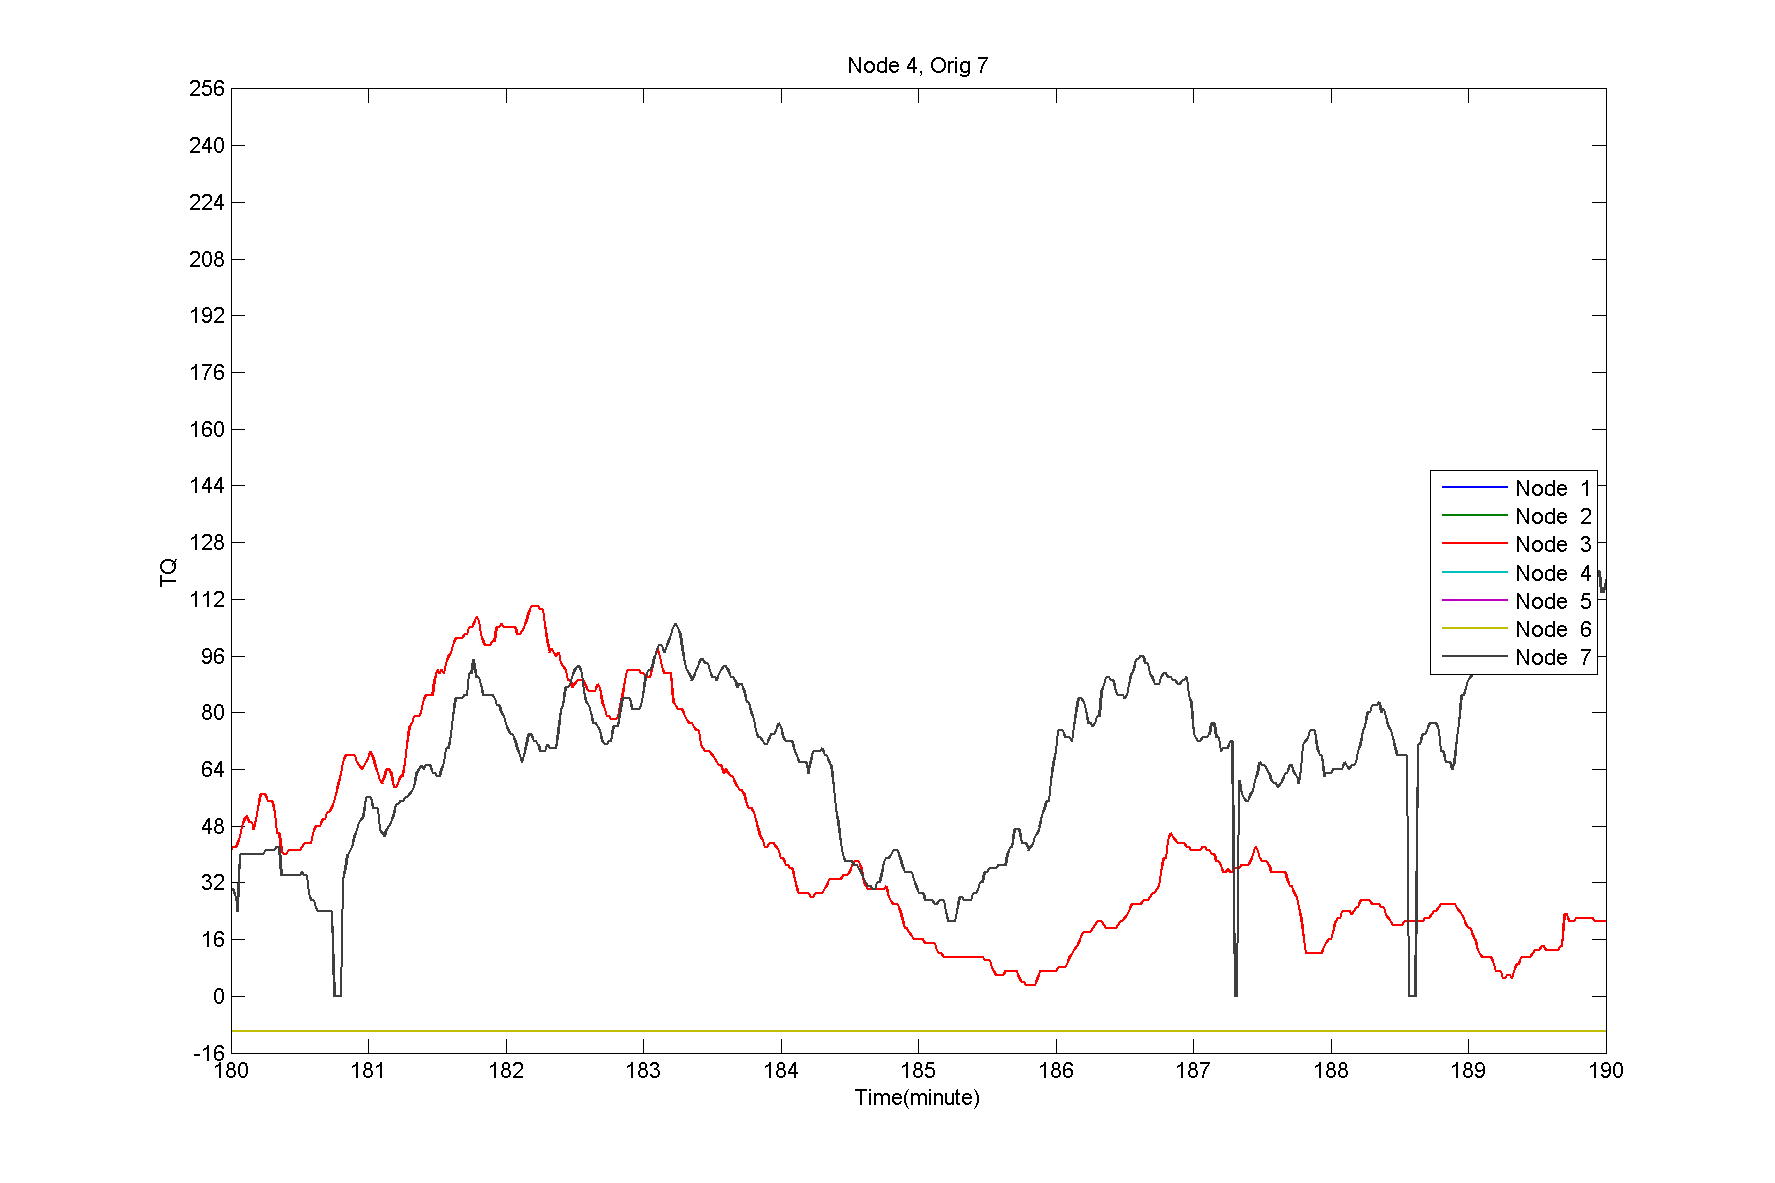 Node 4, Orig 7
256
240
224
208
192
176
160
144
128
112
96
80
64
48
32
16
0
-16
TQ
Node 1
Node 2
Node 3
Node 4
Node 5
Node 6
Node 7
180 181 182 183 184 185 186 187 188 189 190
Time(minute)